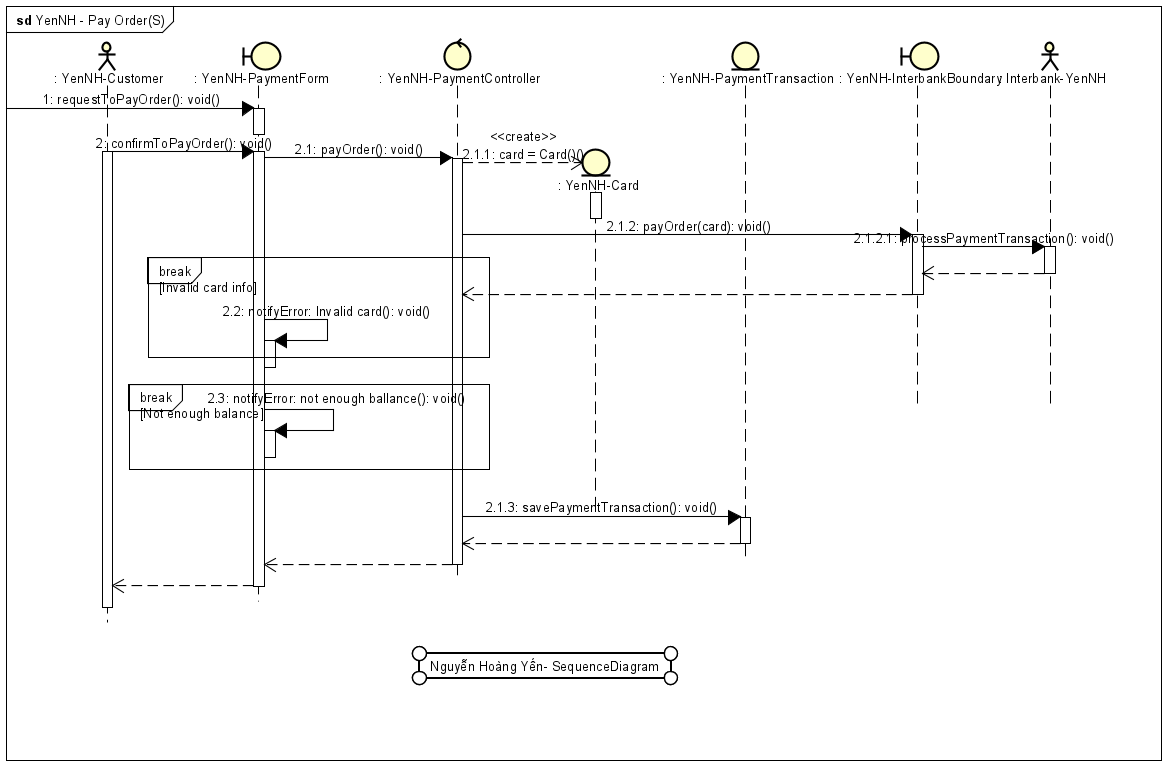 sd YenNH - Pay Order(S)
: YenNH-Customer
: YenNH-PaymentForm
: YenNH-PaymentController
: YenNH-PaymentTransaction
: YenNH-InterbankBoundary
Interbank-YenNH
1: requestToPayOrder(): void()
<<create>>
2: confirmToPayOrder(): void()
2.1: payOrder(): void()
2.1.1: card = Card()()
: YenNH-Card
2.1.2: payOrder(card): void()
2.1.2.1: processPaymentTransaction(): void()
break
[Invalid card info]
2.2: notifyError: Invalid card(): void()
break
2.3: notifyError: not enough ballance(): void()
[Not enough balance]
2.1.3: savePaymentTransaction(): void()
Nguyễn Hoàng Yến- SequenceDiagram